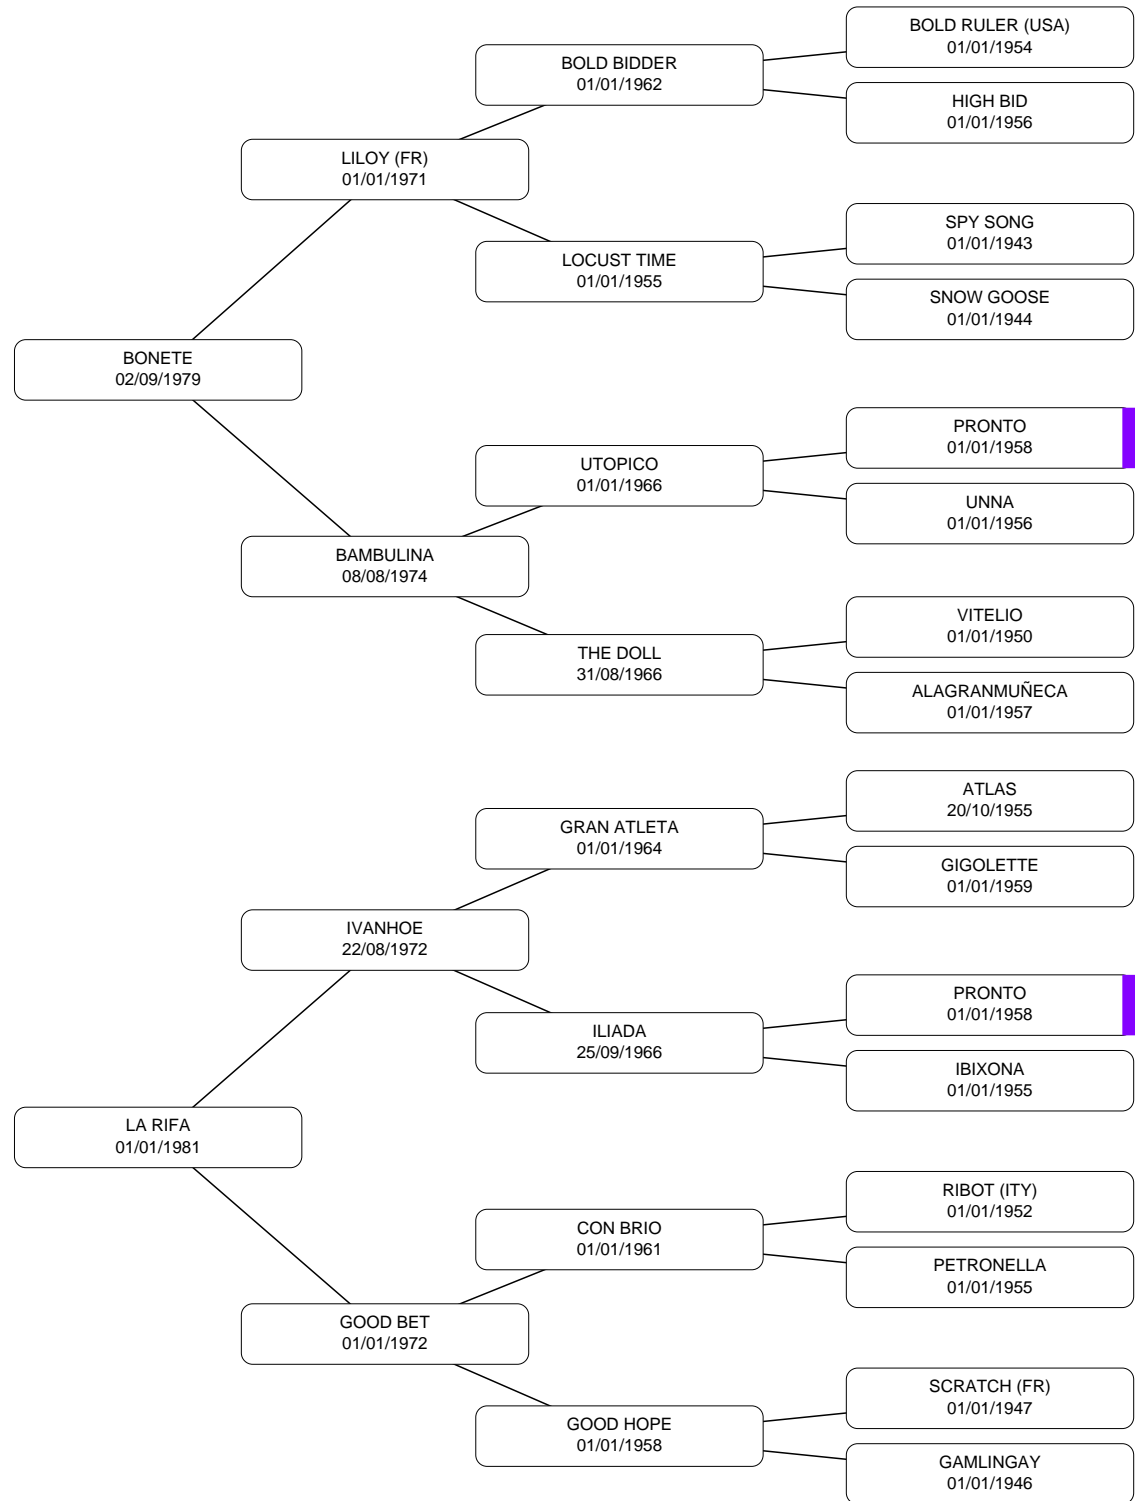 BOLD RULER (USA)
01/01/1954
BOLD BIDDER
01/01/1962
HIGH BID
01/01/1956
LILOY (FR)
01/01/1971
SPY SONG
01/01/1943
LOCUST TIME
01/01/1955
SNOW GOOSE
01/01/1944
BONETE
02/09/1979
PRONTO
01/01/1958
UTOPICO
01/01/1966
UNNA
01/01/1956
BAMBULINA
08/08/1974
VITELIO
01/01/1950
THE DOLL
31/08/1966
ALAGRANMUÑECA
01/01/1957
ATLAS
20/10/1955
GRAN ATLETA
01/01/1964
GIGOLETTE
01/01/1959
IVANHOE
22/08/1972
PRONTO
01/01/1958
ILIADA
25/09/1966
IBIXONA
01/01/1955
LA RIFA
01/01/1981
RIBOT (ITY)
01/01/1952
CON BRIO
01/01/1961
PETRONELLA
01/01/1955
GOOD BET
01/01/1972
SCRATCH (FR)
01/01/1947
GOOD HOPE
01/01/1958
GAMLINGAY
01/01/1946